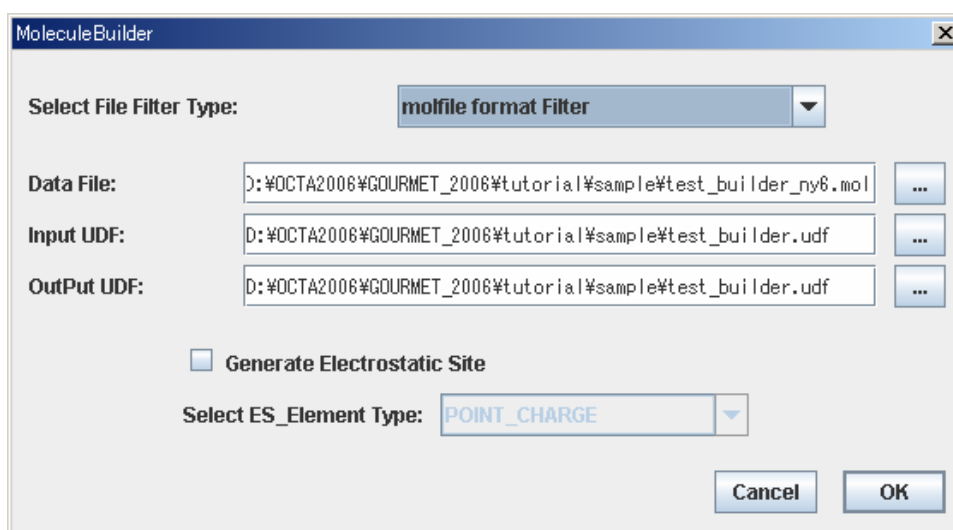 MoleculeBuilder
Select File Filter Type: molfile format Filter
Data File: D:¥OCTA2006¥GOURMET_2006¥tutorial¥sample¥test_builder_ny6.mol ...
Input UDF: D:¥OCTA2006¥GOURMET_2006¥tutorial¥sample¥test_builder.udf ...
OutPut UDF: D:¥OCTA2006¥GOURMET_2006¥tutorial¥sample¥test_builder.udf ...
Generate Electrostatic Site
Select ES_Element Type: POINT_CHARGE
Cancel OK